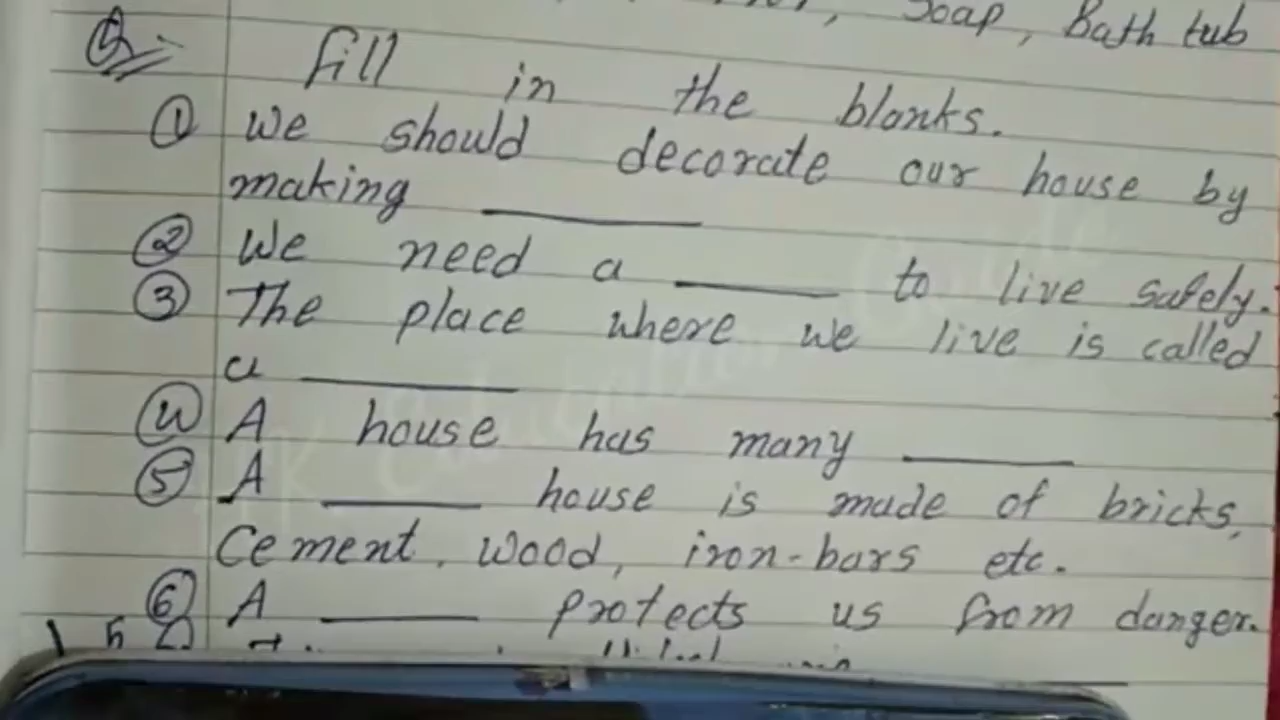 Soap, Bath tub
Q:- Fill in the blanks.
① We should decorate our house by
making ______
② We need a ______ to live safely.
③ The place where we live is called
a ______
④ A house has many ______
⑤ A ______ house is made of bricks,
Cement, wood, iron-bars etc.
⑥ A ______ protects us from danger.